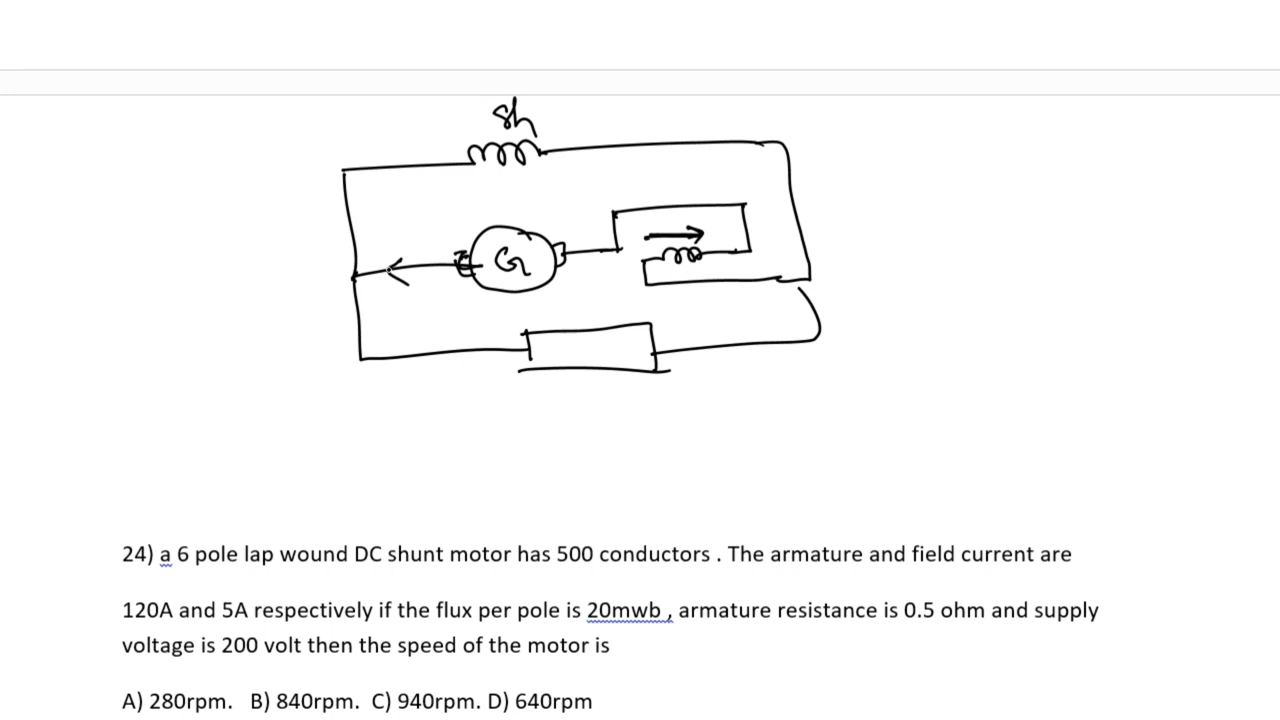 Sh
G
24) a 6 pole lap wound DC shunt motor has 500 conductors . The armature and field current are
120A and 5A respectively if the flux per pole is 20mwb , armature resistance is 0.5 ohm and supply
voltage is 200 volt then the speed of the motor is
A) 280rpm. B) 840rpm. C) 940rpm. D) 640rpm